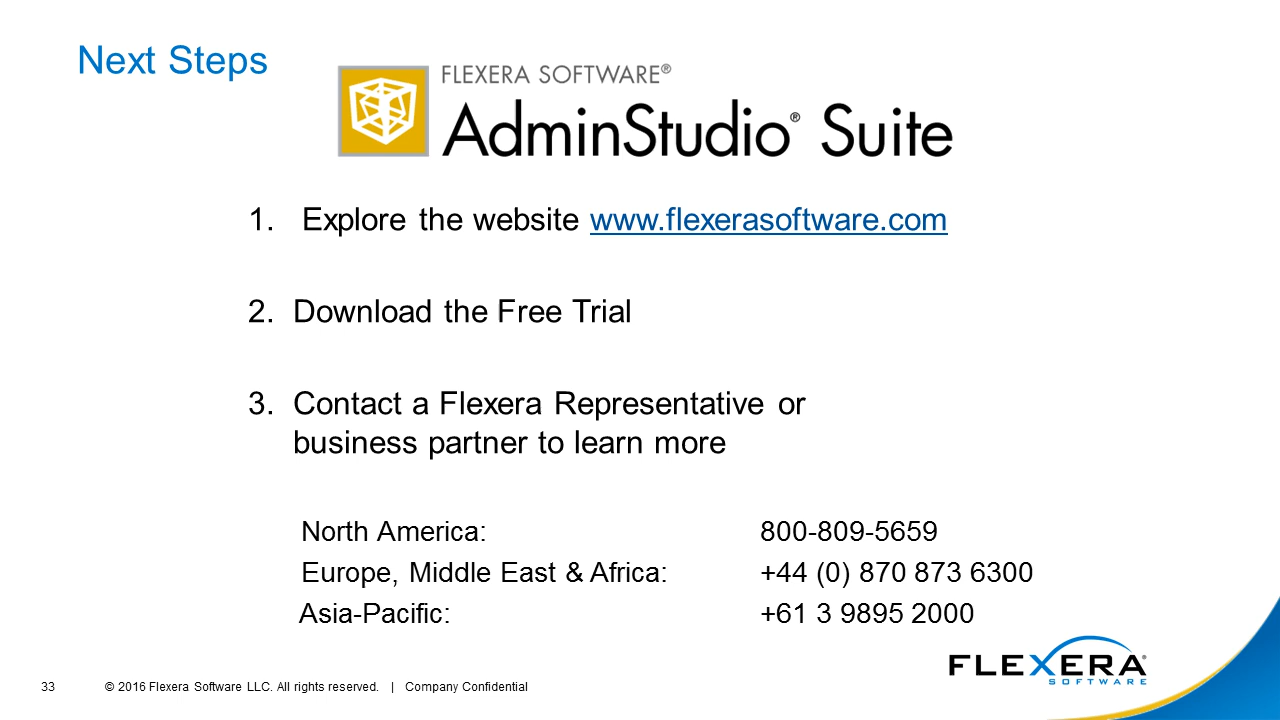 Next Steps
FLEXERA SOFTWARE®
AdminStudio® Suite
1. Explore the website www.flexerasoftware.com
2. Download the Free Trial
3. Contact a Flexera Representative or
business partner to learn more
North America: 800-809-5659
Europe, Middle East & Africa: +44 (0) 870 873 6300
Asia-Pacific: +61 3 9895 2000
FLEXERA®
SOFTWARE
33 © 2016 Flexera Software LLC. All rights reserved. | Company Confidential